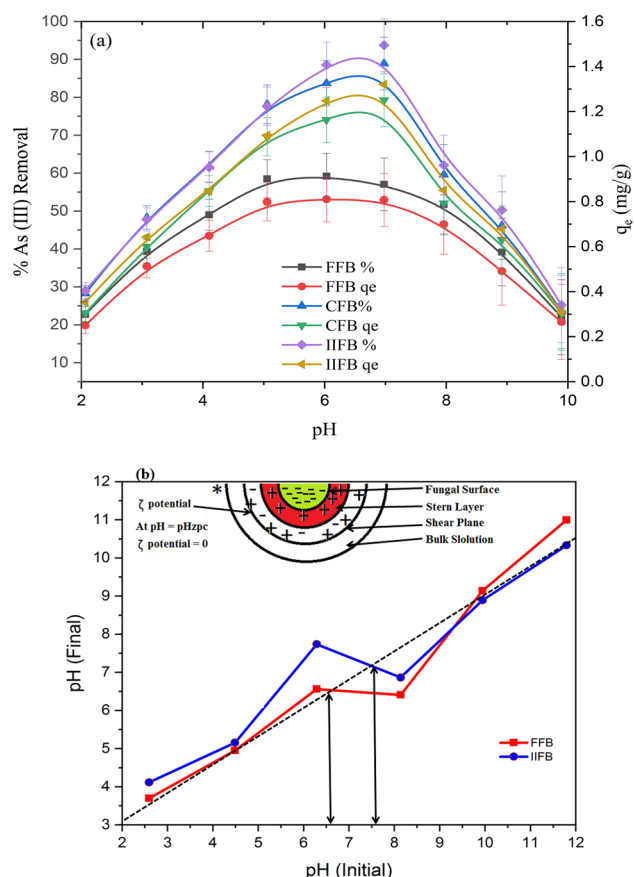 (a)
% As (III) Removal
100
90
80
70
60
50
40
30
20
10
1.6
1.4
1.2
1.0
0.8
0.6
0.4
0.2
0.0
qe (mg/g)
FFB %
FFB qe
CFB%
CFB qe
IIFB %
IIFB qe
2 4 6 8 10
pH
(b)
pH (Final)
12
11
10
9
8
7
6
5
4
3
*
ζ potential
At pH = pHzpc
ζ potential = 0
Fungal Surface
Stern Layer
Shear Plane
Bulk Slolution
FFB
IIFB
2 3 4 5 6 7 8 9 10 11 12
pH (Initial)